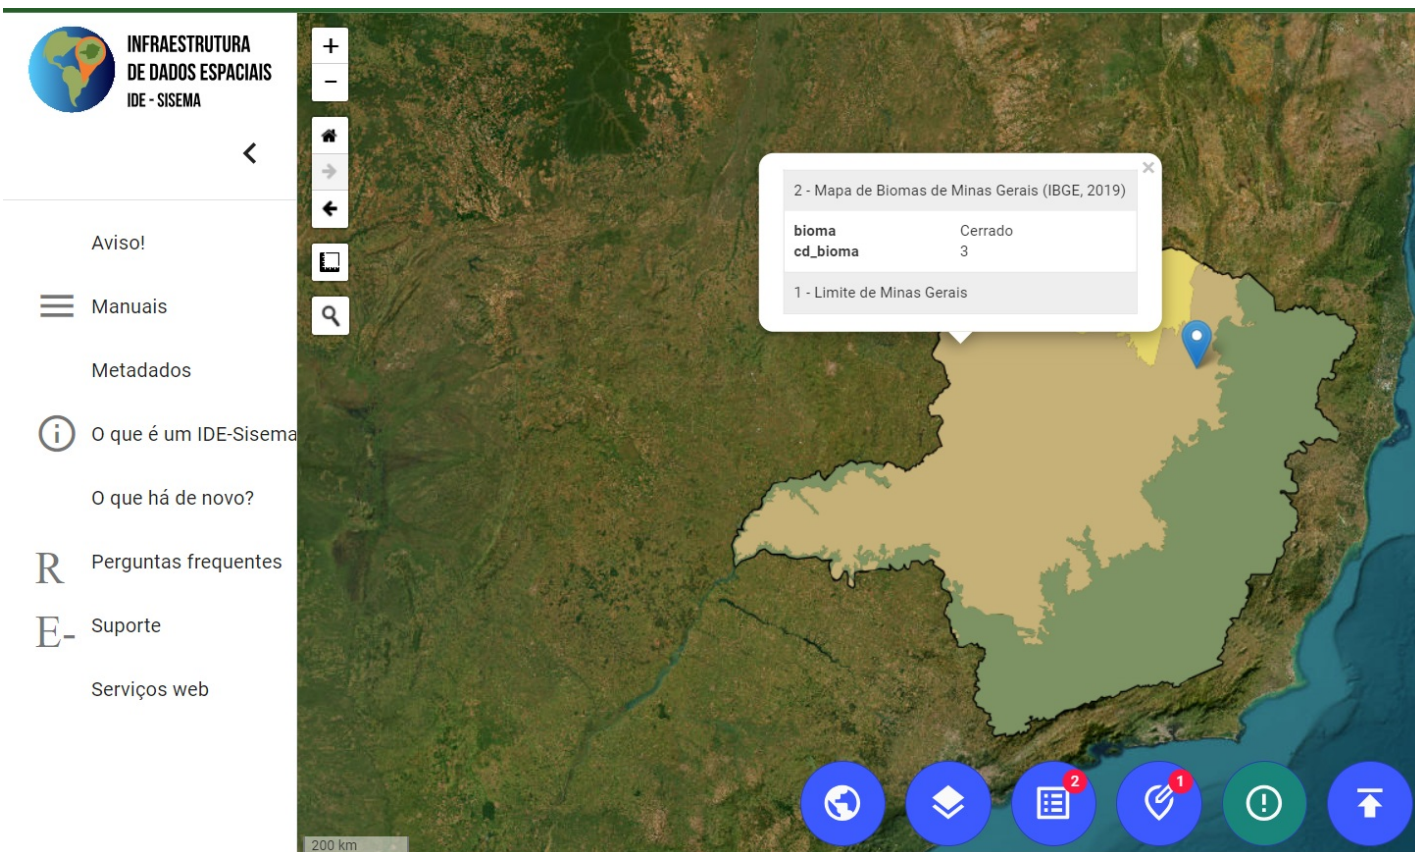 INFRAESTRUTURA
DE DADOS ESPACIAIS
IDE - SISEMA
Aviso!
Manuais
Metadados
O que é um IDE-Sisema
O que há de novo?
R
Perguntas frequentes
E-
Suporte
Serviços web
+
−
2 - Mapa de Biomas de Minas Gerais (IBGE, 2019)
bioma Cerrado
cd_bioma 3
1 - Limite de Minas Gerais
×
2
1
200 km